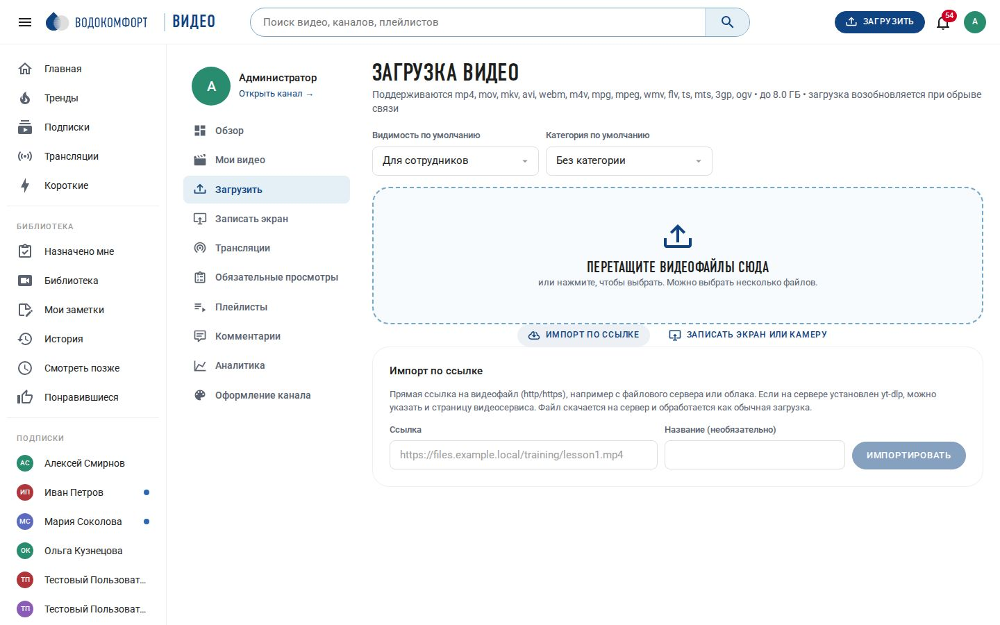 ВОДОКОМФОРТ
ВИДЕО
Поиск видео, каналов, плейлистов
ЗАГРУЗИТЬ
54
А
Главная
Тренды
Подписки
Трансляции
Короткие
БИБЛИОТЕКА
Назначено мне
Библиотека
Мои заметки
История
Смотреть позже
Понравившиеся
ПОДПИСКИ
АС Алексей Смирнов
ИП Иван Петров
МС Мария Соколова
ОК Ольга Кузнецова
ТП Тестовый Пользоват...
ТП Тестовый Пользоват...
А
Администратор
Открыть канал →
Обзор
Мои видео
Загрузить
Записать экран
Трансляции
Обязательные просмотры
Плейлисты
Комментарии
Аналитика
Оформление канала
ЗАГРУЗКА ВИДЕО
Поддерживаются mp4, mov, mkv, avi, webm, m4v, mpg, mpeg, wmv, flv, ts, mts, 3gp, ogv • до 8.0 ГБ • загрузка возобновляется при обрыве
связи
Видимость по умолчанию
Категория по умолчанию
Для сотрудников
Без категории
ПЕРЕТАЩИТЕ ВИДЕОФАЙЛЫ СЮДА
или нажмите, чтобы выбрать. Можно выбрать несколько файлов.
ИМПОРТ ПО ССЫЛКЕ
ЗАПИСАТЬ ЭКРАН ИЛИ КАМЕРУ
Импорт по ссылке
Прямая ссылка на видеофайл (http/https), например с файлового сервера или облака. Если на сервере установлен yt-dlp, можно
указать и страницу видеосервиса. Файл скачается на сервер и обработается как обычная загрузка.
Ссылка
Название (необязательно)
https://files.example.local/training/lesson1.mp4
ИМПОРТИРОВАТЬ